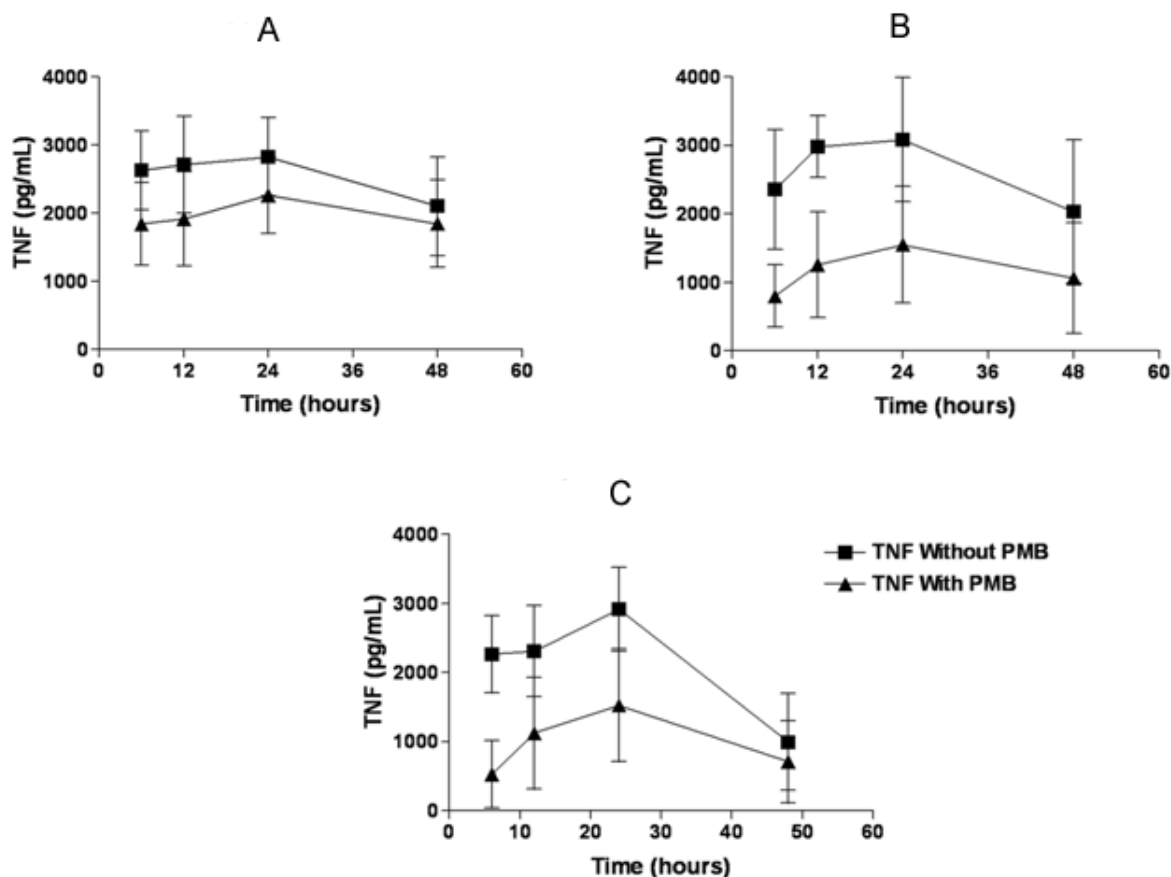 A
4000
3000
2000
1000
0
TNF (pg/mL)
0 12 24 36 48 60
Time (hours)
B
4000
3000
2000
1000
0
TNF (pg/mL)
0 12 24 36 48 60
Time (hours)
C
4000
3000
2000
1000
0
TNF (pg/mL)
0 10 20 30 40 50 60
Time (hours)
TNF Without PMB
TNF With PMB